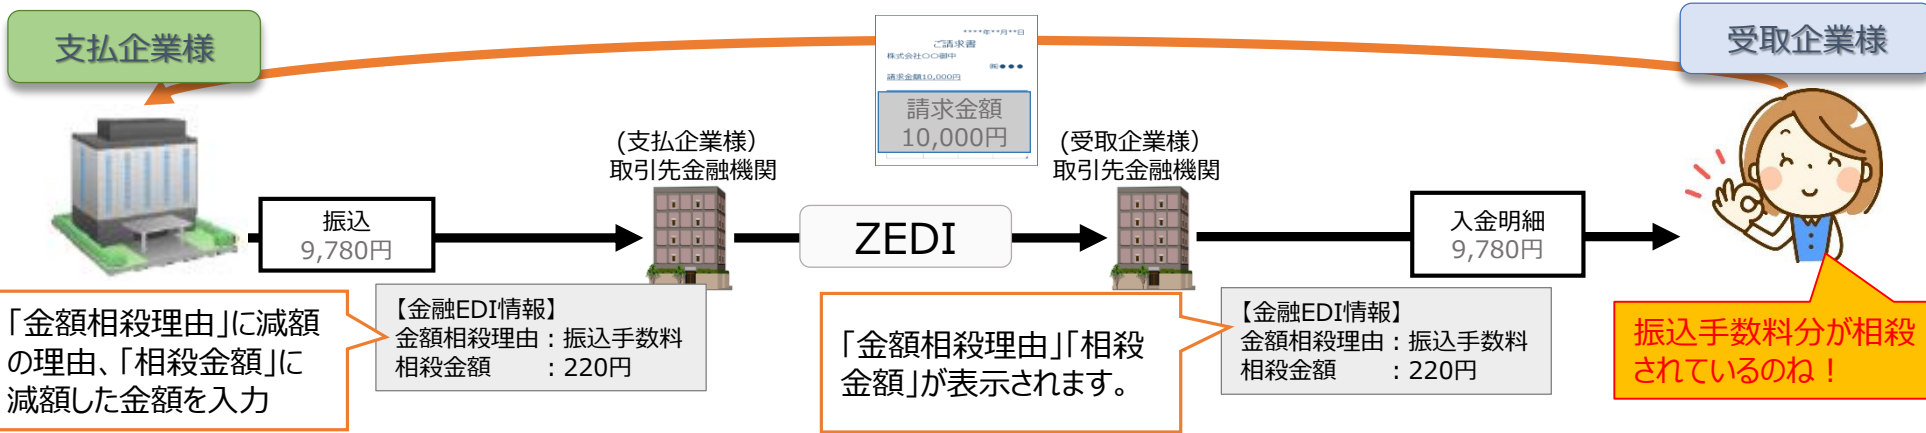 支払企業様
****年**月**日
ご請求書
株式会社〇〇御中
㈱●●●
請求金額10,000円
請求金額
10,000円
受取企業様
(支払企業様)
取引先金融機関
(受取企業様)
取引先金融機関
振込
9,780円
ZEDI
入金明細
9,780円
「金額相殺理由」に減額
の理由、「相殺金額」に
減額した金額を入力
【金融EDI情報】
金額相殺理由：振込手数料
相殺金額　　：220円
「金額相殺理由」「相殺
金額」が表示されます。
【金融EDI情報】
金額相殺理由：振込手数料
相殺金額　　：220円
振込手数料分が相殺
されているのね！